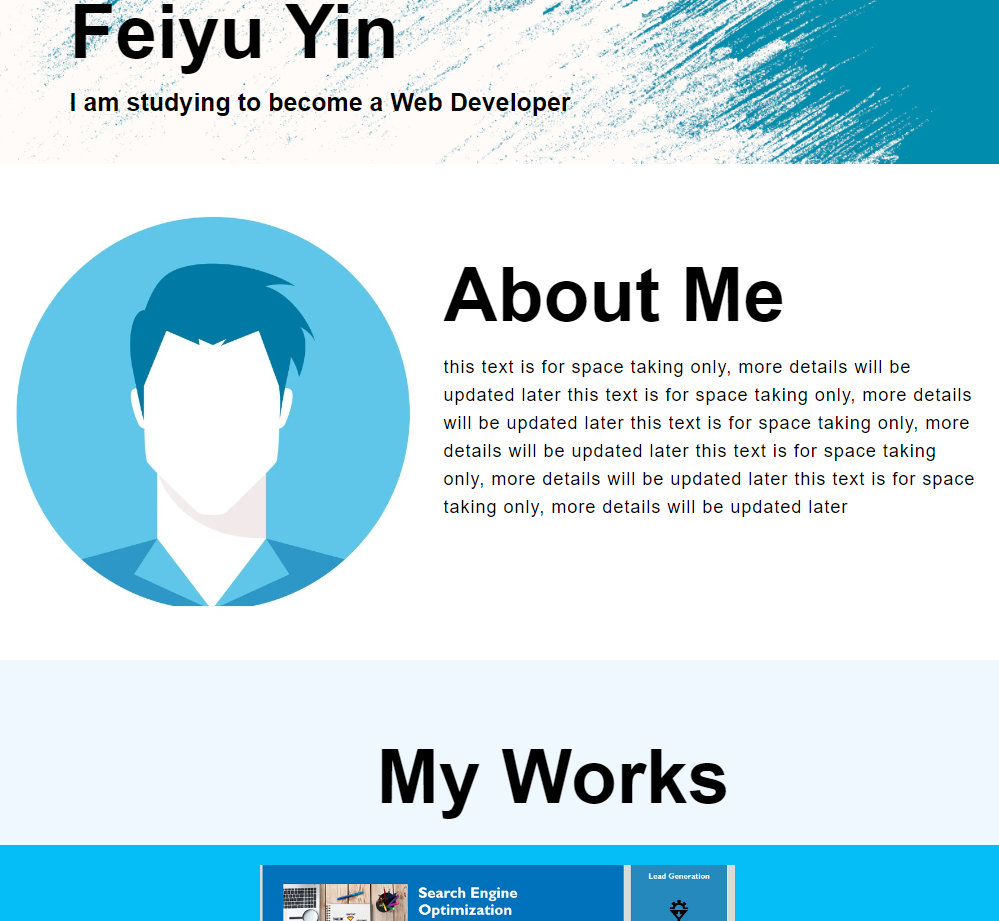 Feiyu Yin
I am studying to become a Web Developer
About Me
this text is for space taking only, more details will be
updated later this text is for space taking only, more details
will be updated later this text is for space taking only, more
details will be updated later this text is for space taking
only, more details will be updated later this text is for space
taking only, more details will be updated later
My Works
Search Engine
Optimization
Lead Generation